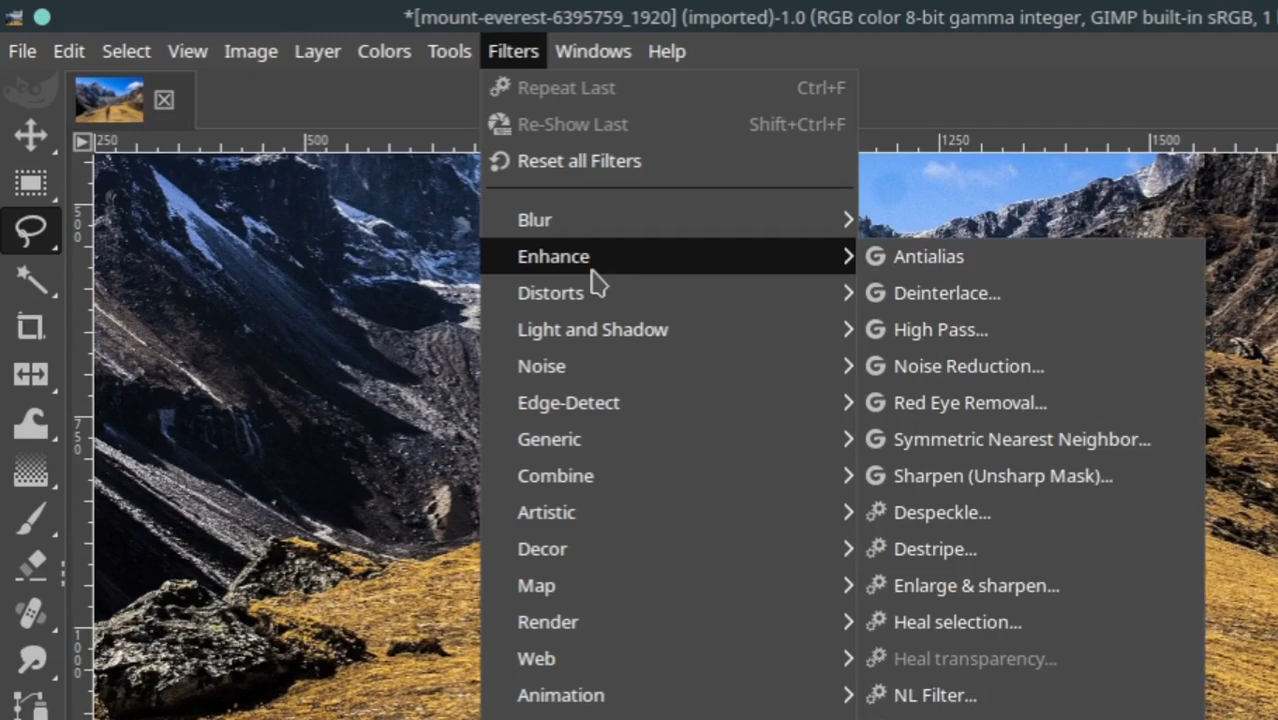 *[mount-everest-6395759_1920] (imported)-1.0 (RGB color 8-bit gamma integer, GIMP built-in sRGB, 1
File Edit Select View Image Layer Colors Tools Filters Windows Help
Repeat Last Ctrl+F
Re-Show Last Shift+Ctrl+F
Reset all Filters
250 500 1250 1500
500
750
1000
Blur
Enhance
Distorts
Light and Shadow
Noise
Edge-Detect
Generic
Combine
Artistic
Decor
Map
Render
Web
Animation
Antialias
Deinterlace...
High Pass...
Noise Reduction...
Red Eye Removal...
Symmetric Nearest Neighbor...
Sharpen (Unsharp Mask)...
Despeckle...
Destripe...
Enlarge & sharpen...
Heal selection...
Heal transparency...
NL Filter...